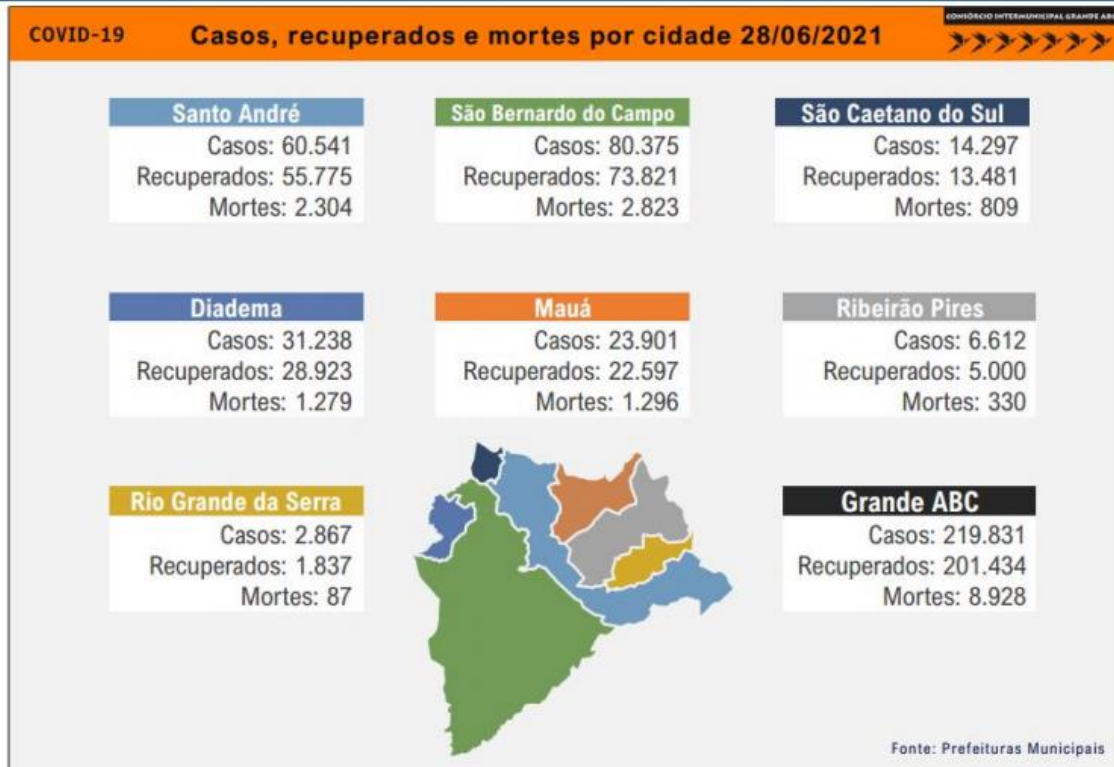 CONSÓRCIO INTERMUNICIPAL GRANDE ABC
COVID-19 Casos, recuperados e mortes por cidade 28/06/2021
Santo André
Casos: 60.541
Recuperados: 55.775
Mortes: 2.304
São Bernardo do Campo
Casos: 80.375
Recuperados: 73.821
Mortes: 2.823
São Caetano do Sul
Casos: 14.297
Recuperados: 13.481
Mortes: 809
Diadema
Casos: 31.238
Recuperados: 28.923
Mortes: 1.279
Mauá
Casos: 23.901
Recuperados: 22.597
Mortes: 1.296
Ribeirão Pires
Casos: 6.612
Recuperados: 5.000
Mortes: 330
Rio Grande da Serra
Casos: 2.867
Recuperados: 1.837
Mortes: 87
Grande ABC
Casos: 219.831
Recuperados: 201.434
Mortes: 8.928
Fonte: Prefeituras Municipais